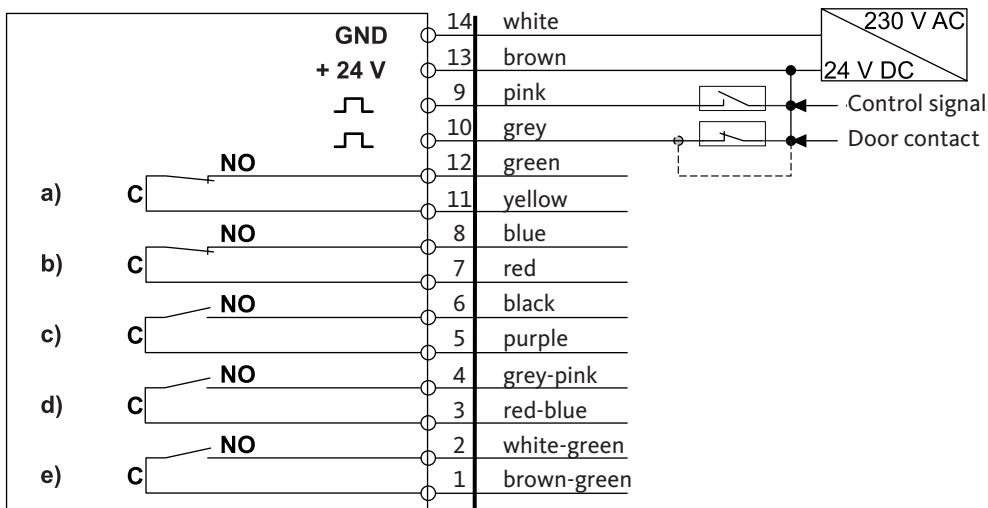 14 white 230 V AC
GND
13 brown
+ 24 V 24 V DC
9 pink Control signal
10 grey Door contact
NO 12 green
a) C 11 yellow
NO 8 blue
b) C 7 red
NO 6 black
c) C 5 purple
NO 4 grey-pink
d) C 3 red-blue
NO 2 white-green
e) C 1 brown-green